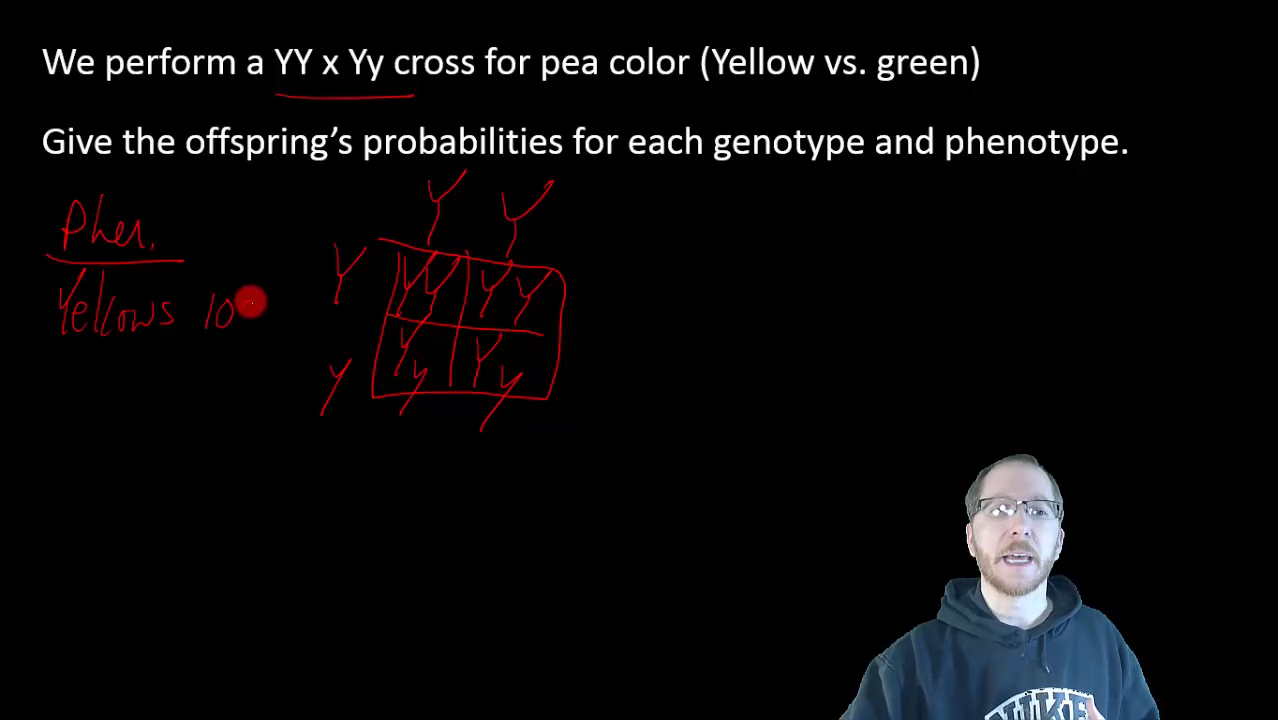 We perform a YY x Yy cross for pea color (Yellow vs. green)
Give the offspring's probabilities for each genotype and phenotype.
Y Y
Phen.
Y YY YY
Yellows 10
y Yy Yy
NIKE